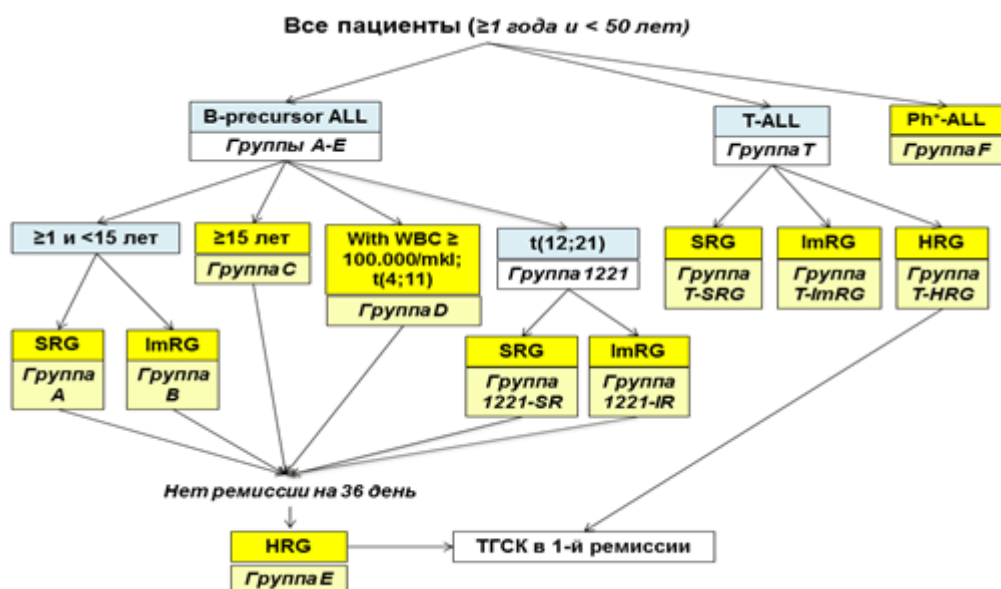 Все пациенты (≥1 года и < 50 лет)
B-precursor ALL
Группы A-E
T-ALL
Группа T
Ph⁺-ALL
Группа F
≥1 и <15 лет
≥15 лет
Группа C
With WBC ≥
100.000/mkl;
t(4;11)
Группа D
t(12;21)
Группа 1221
SRG
Группа
T-SRG
ImRG
Группа
T-ImRG
HRG
Группа
T-HRG
SRG
Группа
A
ImRG
Группа
B
SRG
Группа
1221-SR
ImRG
Группа
1221-IR
Нет ремиссии на 36 день
HRG
Группа E
ТГСК в 1-й ремиссии